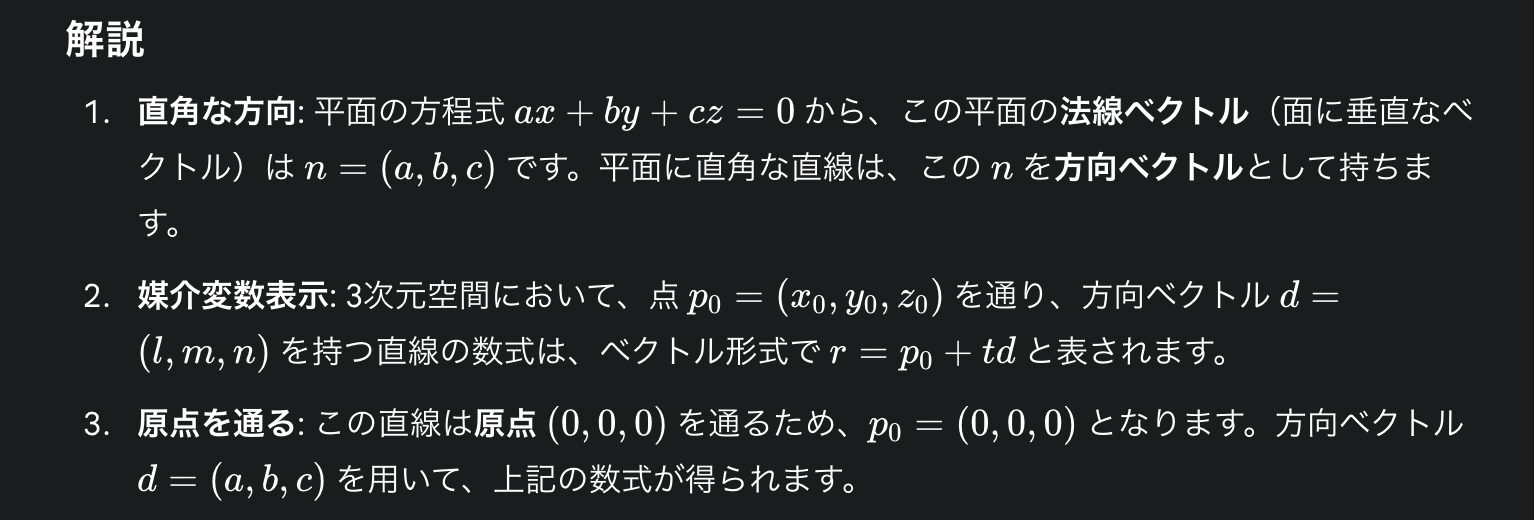 解説
1. 直角な方向: 平面の方程式 ax + by + cz = 0 から、この平面の法線ベクトル（面に垂直なベ
クトル）は n = (a, b, c) です。平面に直角な直線は、この n を方向ベクトルとして持ちま
す。
2. 媒介変数表示: 3次元空間において、点 p₀ = (x₀, y₀, z₀) を通り、方向ベクトル d =
(l, m, n) を持つ直線の数式は、ベクトル形式で r = p₀ + td と表されます。
3. 原点を通る: この直線は原点 (0, 0, 0) を通るため、p₀ = (0, 0, 0) となります。方向ベクトル
d = (a, b, c) を用いて、上記の数式が得られます。